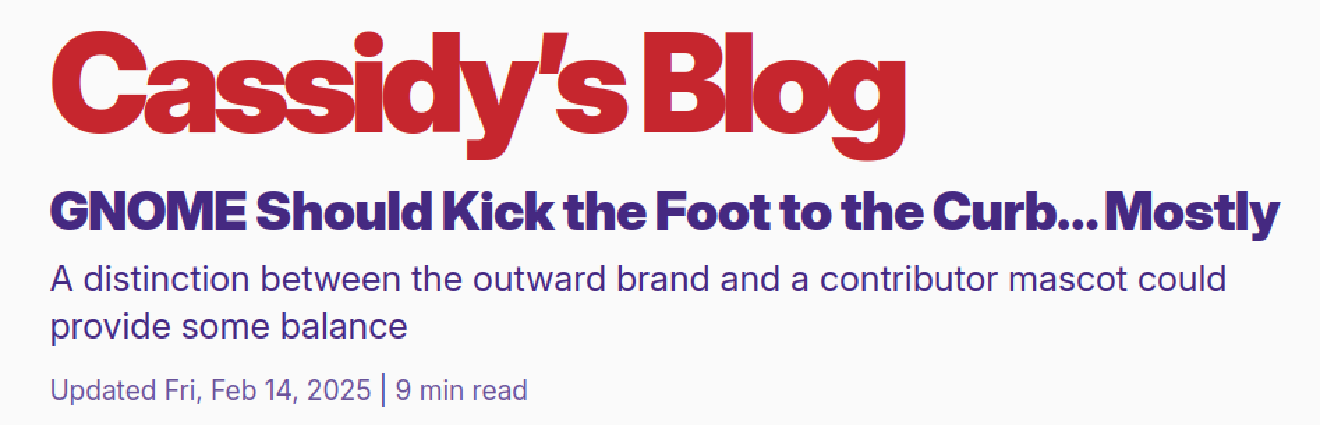 Cassidy’s Blog
GNOME Should Kick the Foot to the Curb… Mostly
A distinction between the outward brand and a contributor mascot could
provide some balance
Updated Fri, Feb 14, 2025 | 9 min read